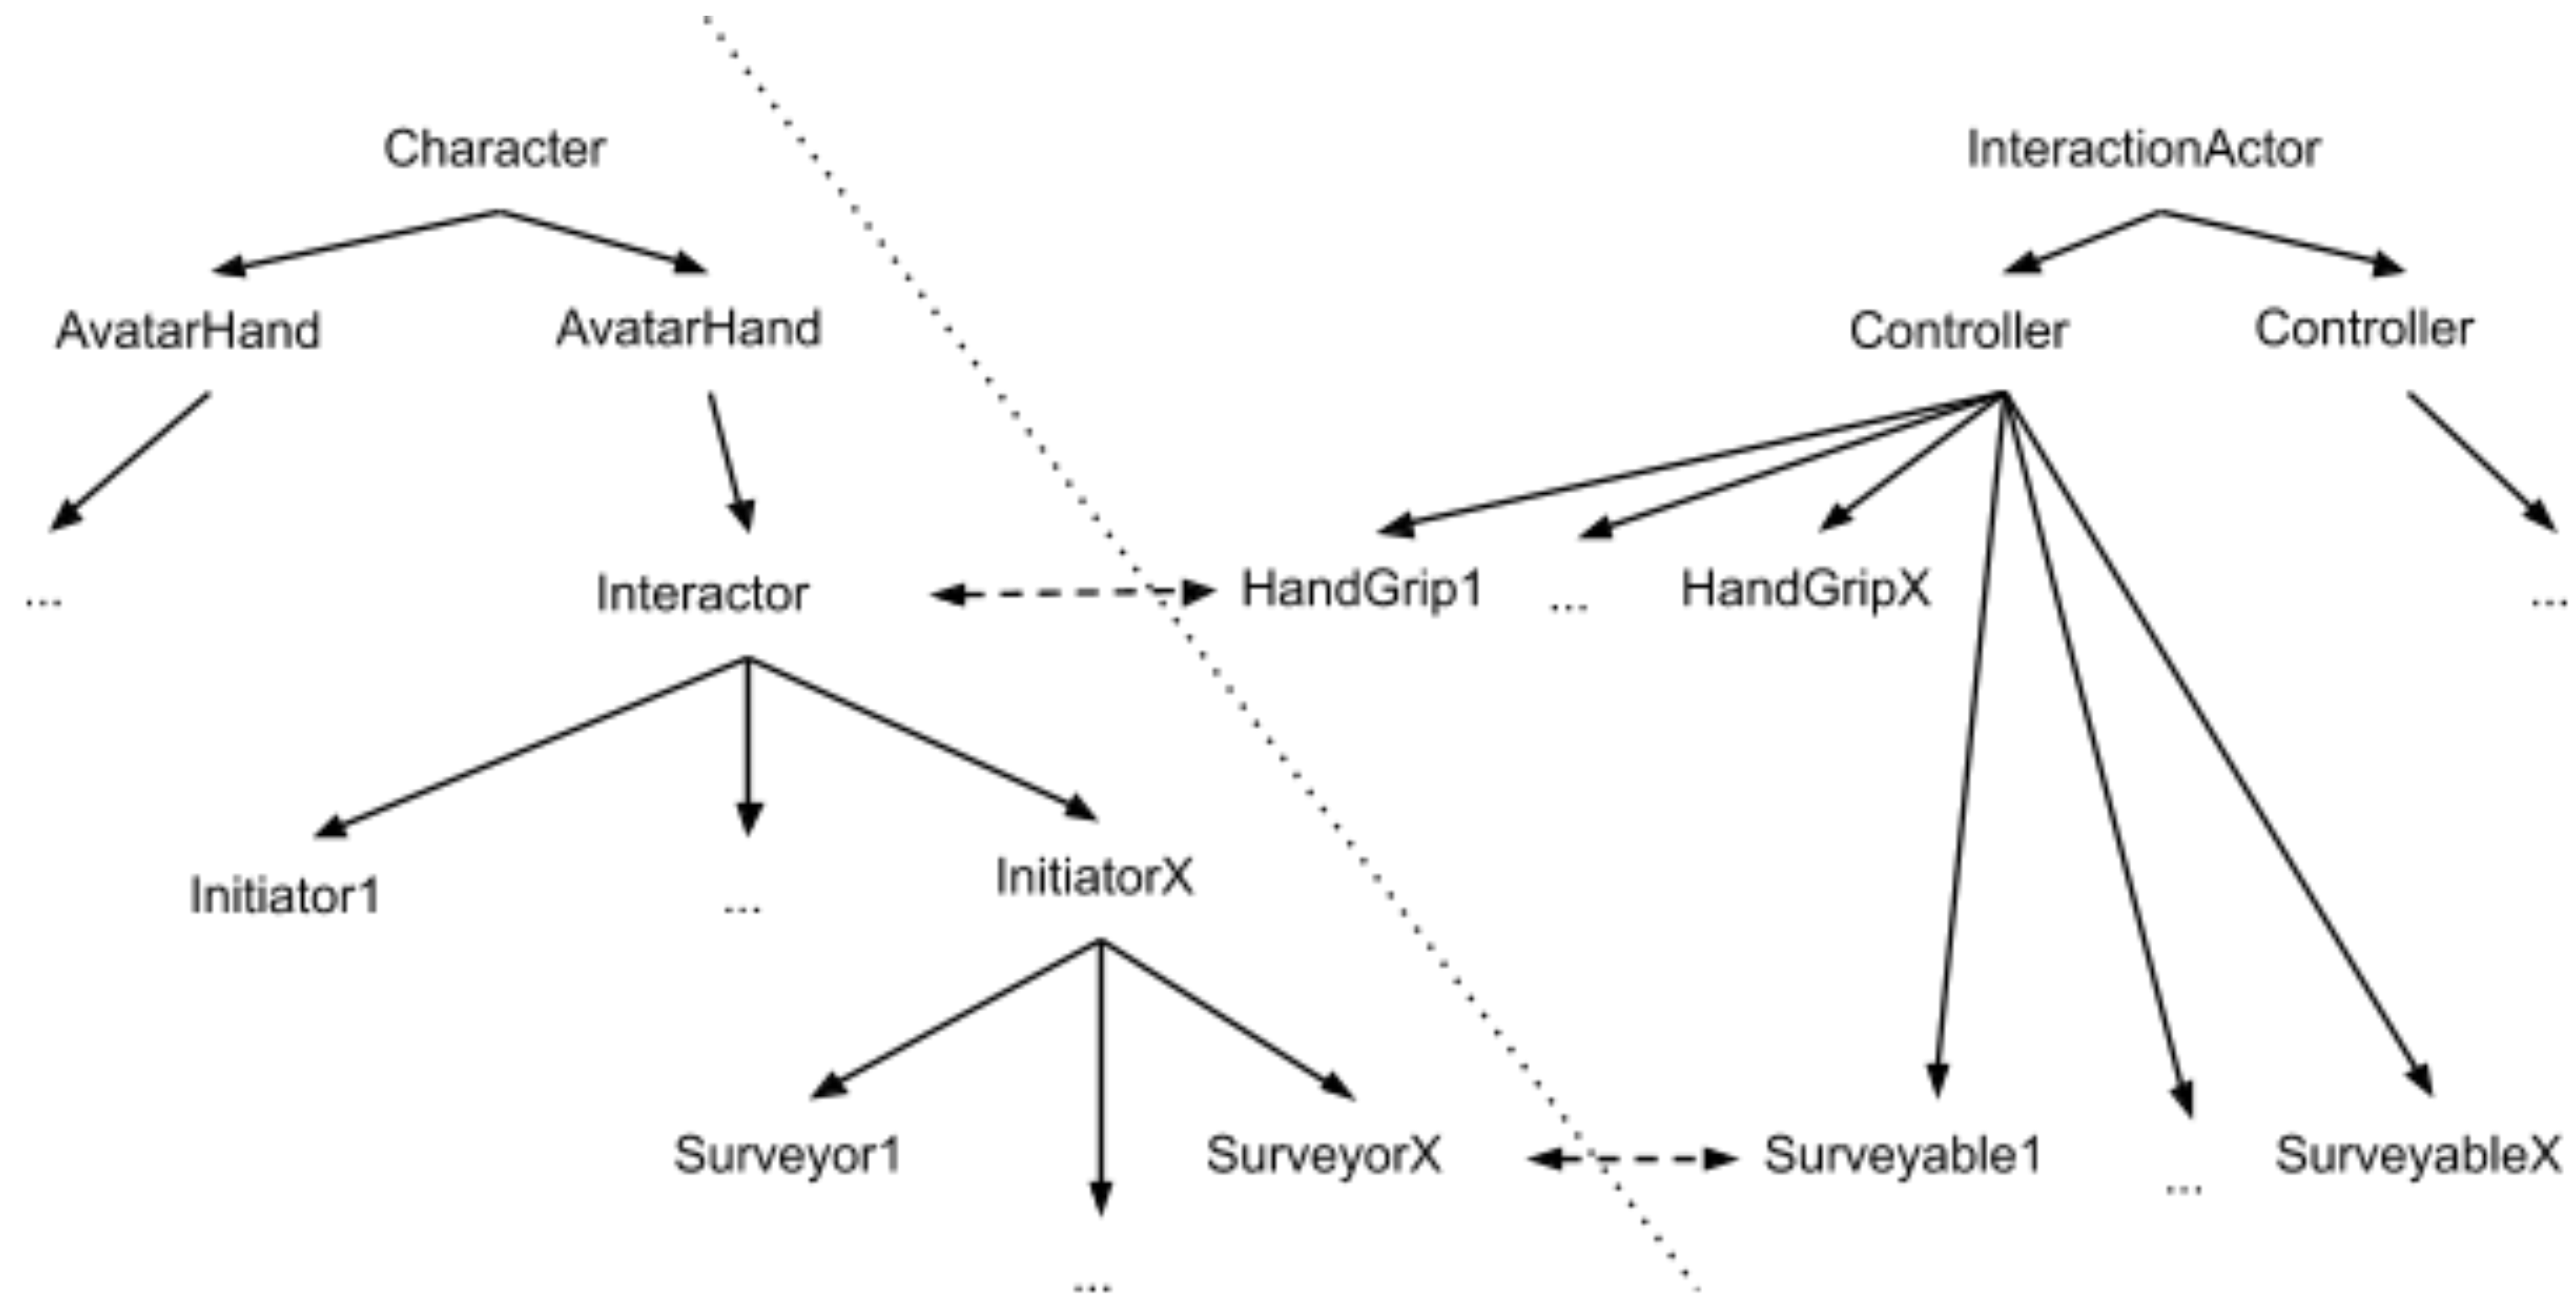 Character
InteractionActor
AvatarHand
AvatarHand
Controller
Controller
...
Interactor
HandGrip1
...
HandGripX
...
Initiator1
...
InitiatorX
Surveyor1
SurveyorX
Surveyable1
...
SurveyableX
...